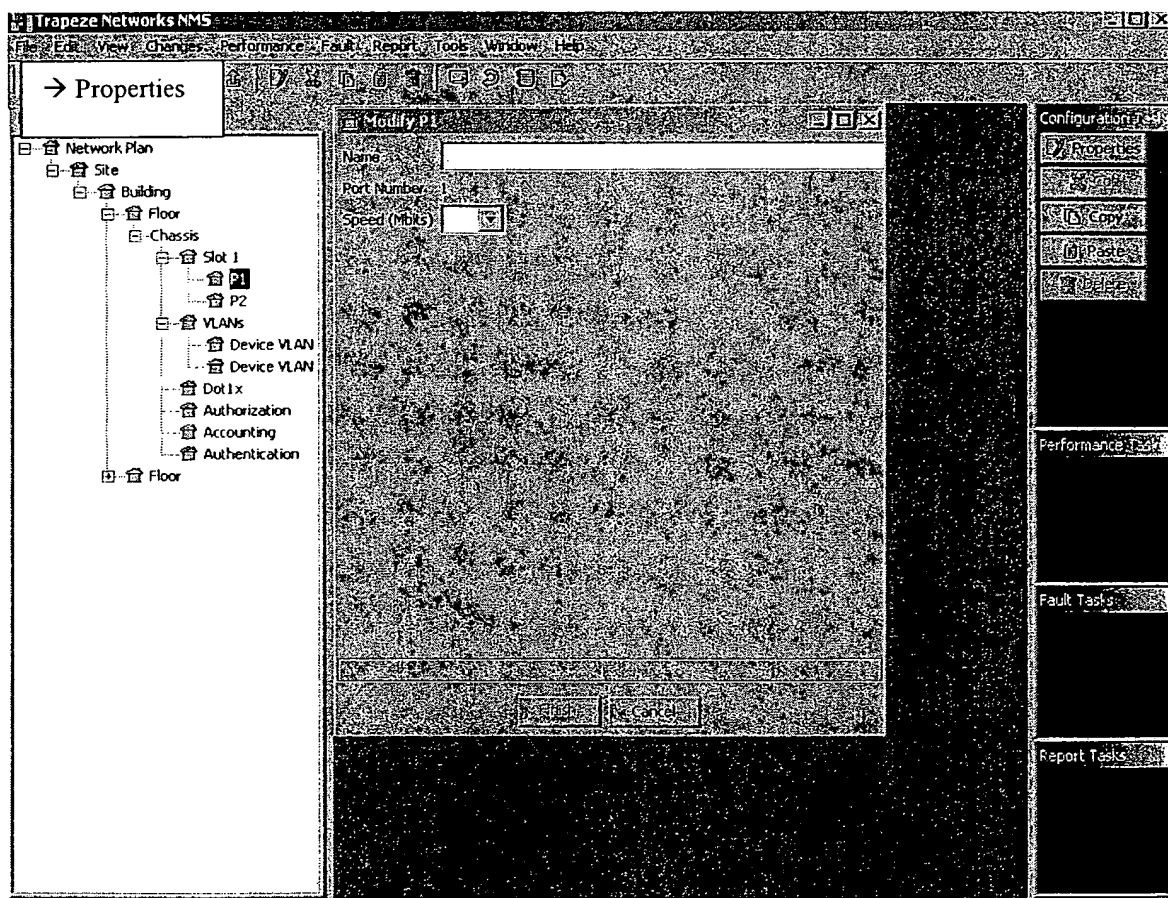 Trapeze Networks NMS
File Edit View Changes Performance Fault Report Tools Window Help
→ Properties
Network Plan
Site
Building
Floor
Chassis
Slot 1
P1
P2
VLANs
Device VLAN
Device VLAN
Dot1x
Authorization
Accounting
Authentication
Floor
Modify P1
Name
Port Number 1
Speed (Mbits)
Cancel
Configuration Tasks
Properties
Copy
Paste
Delete
Performance Task
Fault Tasks
Report Tasks